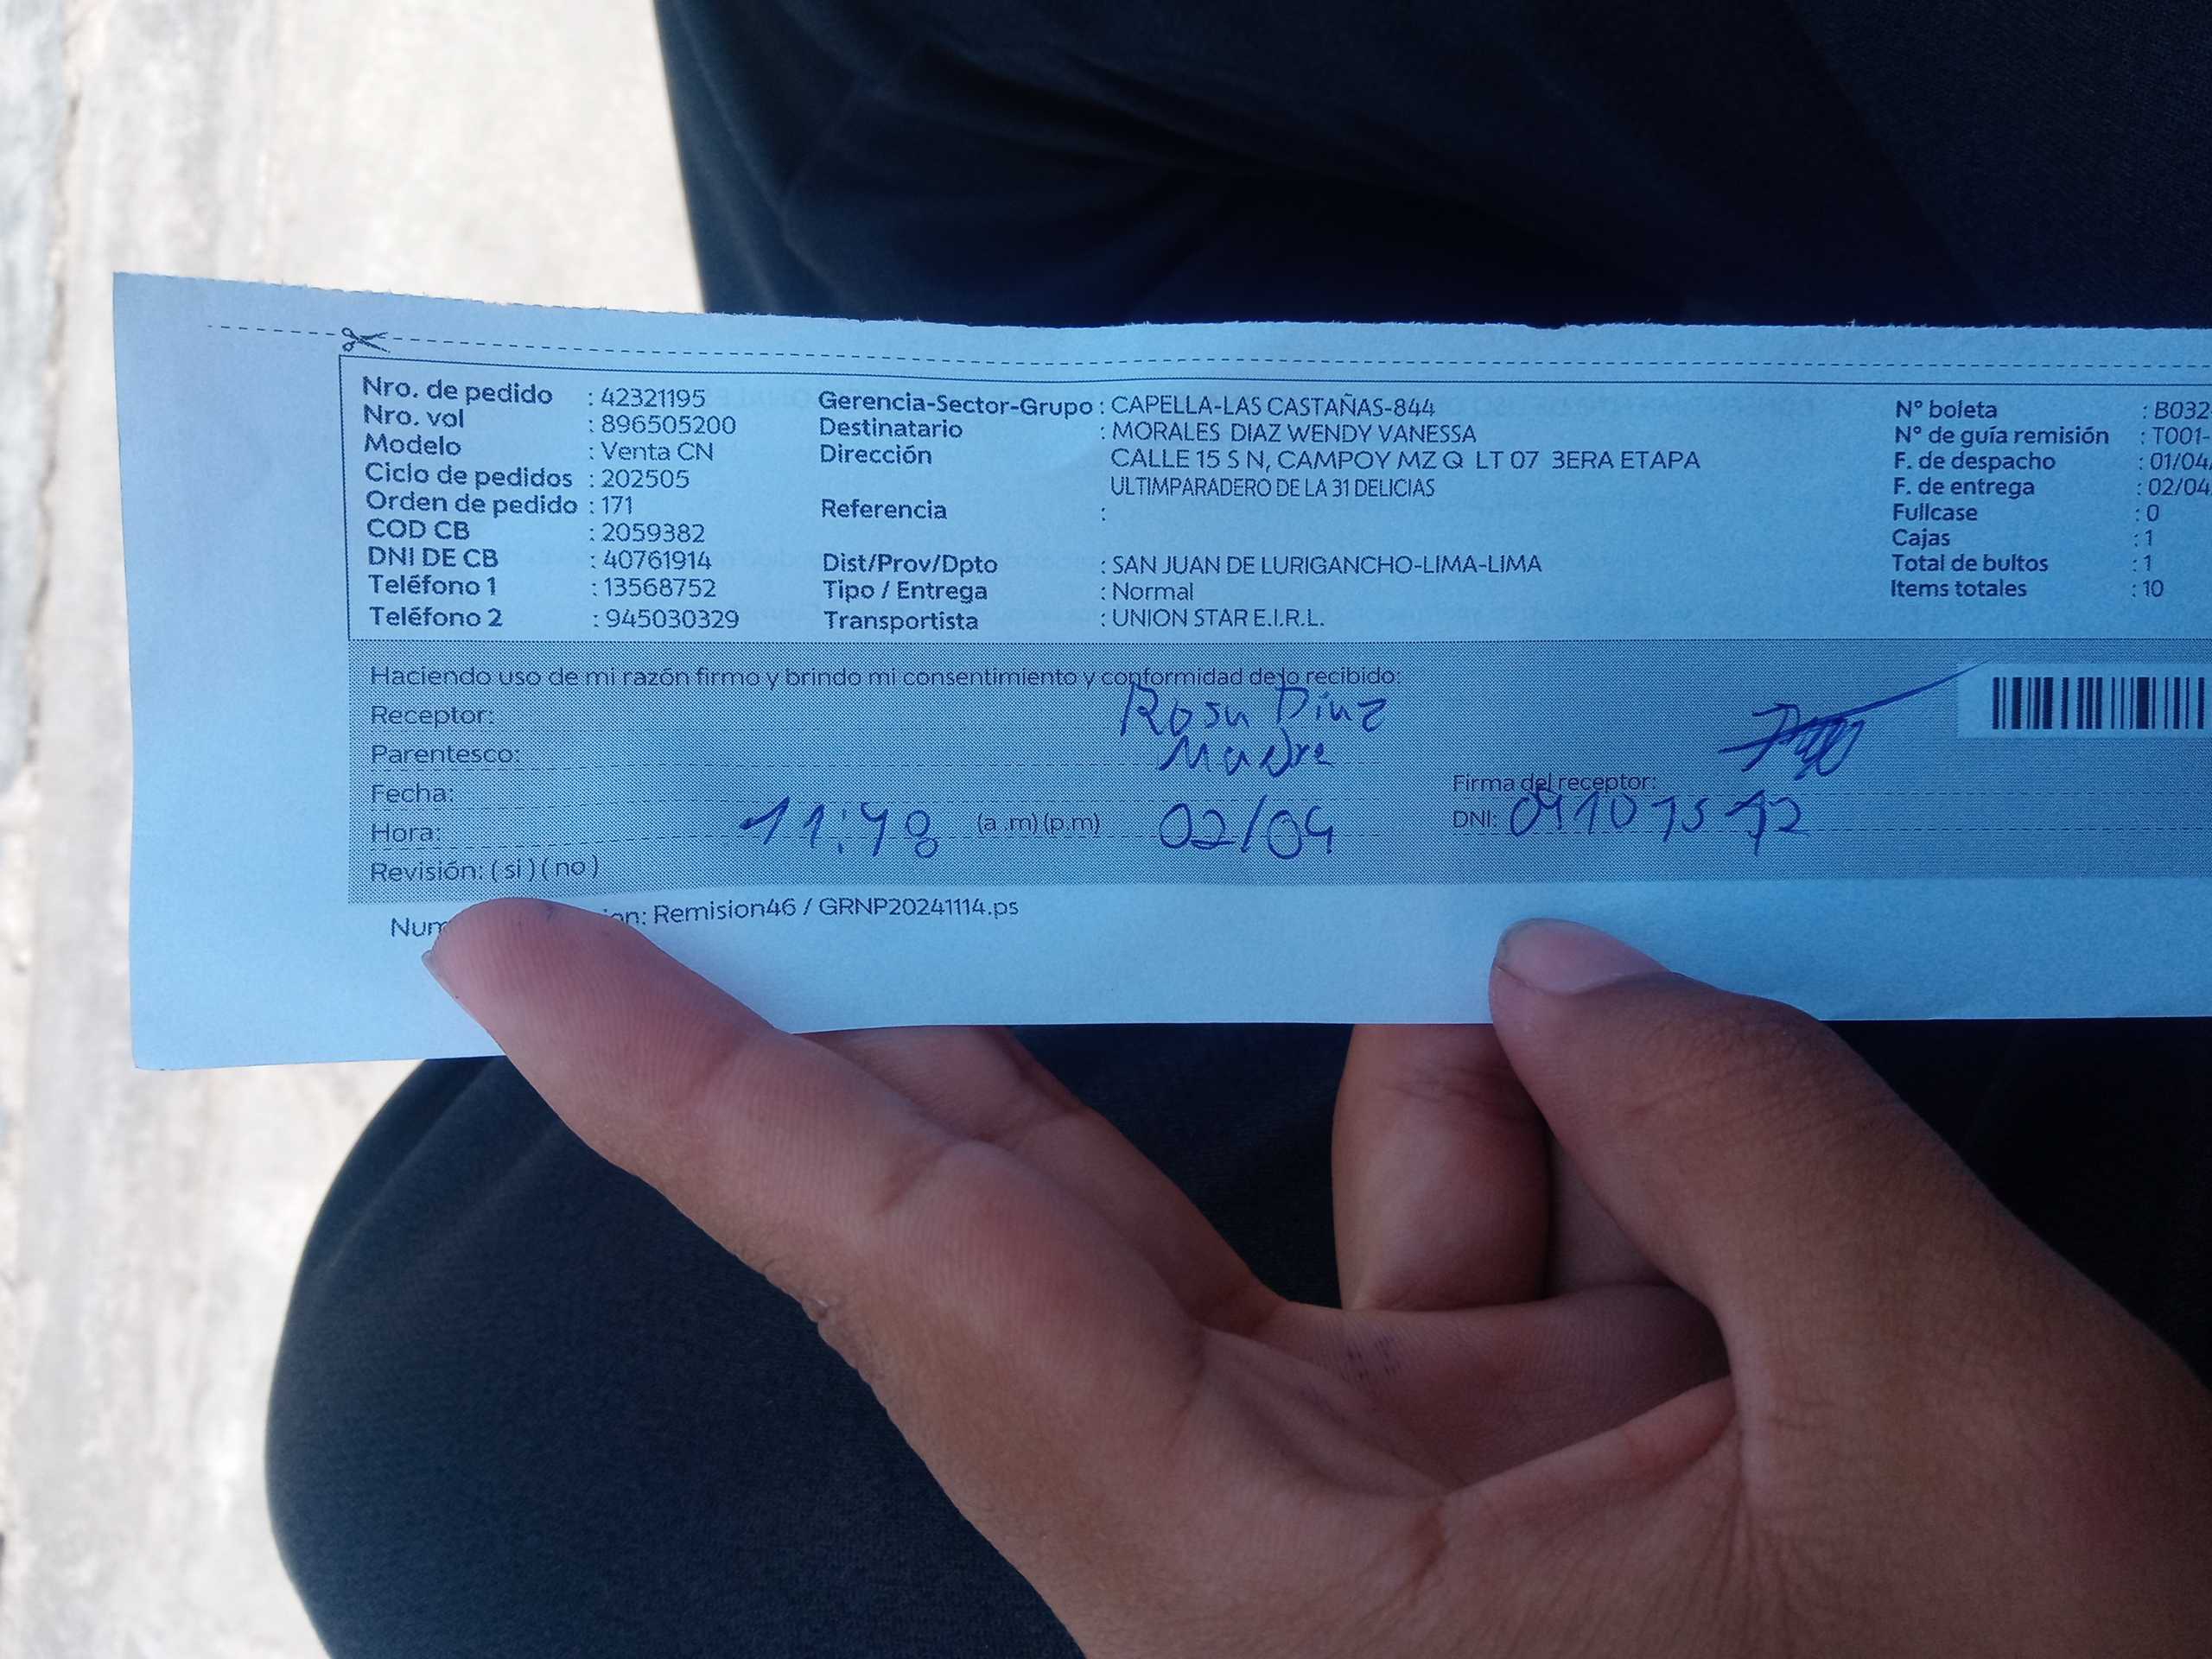 Nro. de pedido : 42321195
Nro. vol : 896505200
Modelo : Venta CN
Ciclo de pedidos : 202505
Orden de pedido : 171
COD CB : 2059382
DNI DE CB : 40761914
Teléfono 1 : 13568752
Teléfono 2 : 945030329
Gerencia-Sector-Grupo : CAPELLA-LAS CASTAÑAS-844
Destinatario : MORALES DIAZ WENDY VANESSA
Dirección CALLE 15 S N, CAMPOY MZ Q LT 07 3ERA ETAPA
ULTIMPARADERO DE LA 31 DELICIAS
Referencia :
Dist/Prov/Dpto : SAN JUAN DE LURIGANCHO-LIMA-LIMA
Tipo / Entrega : Normal
Transportista : UNION STAR E.I.R.L.
N° boleta : B032
N° de guía remisión : T001-
F. de despacho : 01/04/
F. de entrega : 02/04
Fullcase : 0
Cajas : 1
Total de bultos : 1
Items totales : 10
Haciendo uso de mi razón firmo y brindo mi consentimiento y conformidad de lo recibido:
Receptor: Rosa Diaz
Parentesco: Madre
Fecha:
Firma del receptor:
Hora: 11:48 (a .m) (p.m) 02/04
DNI:
Revisión: ( si ) ( no )
Remision46 / GRNP20241114.ps